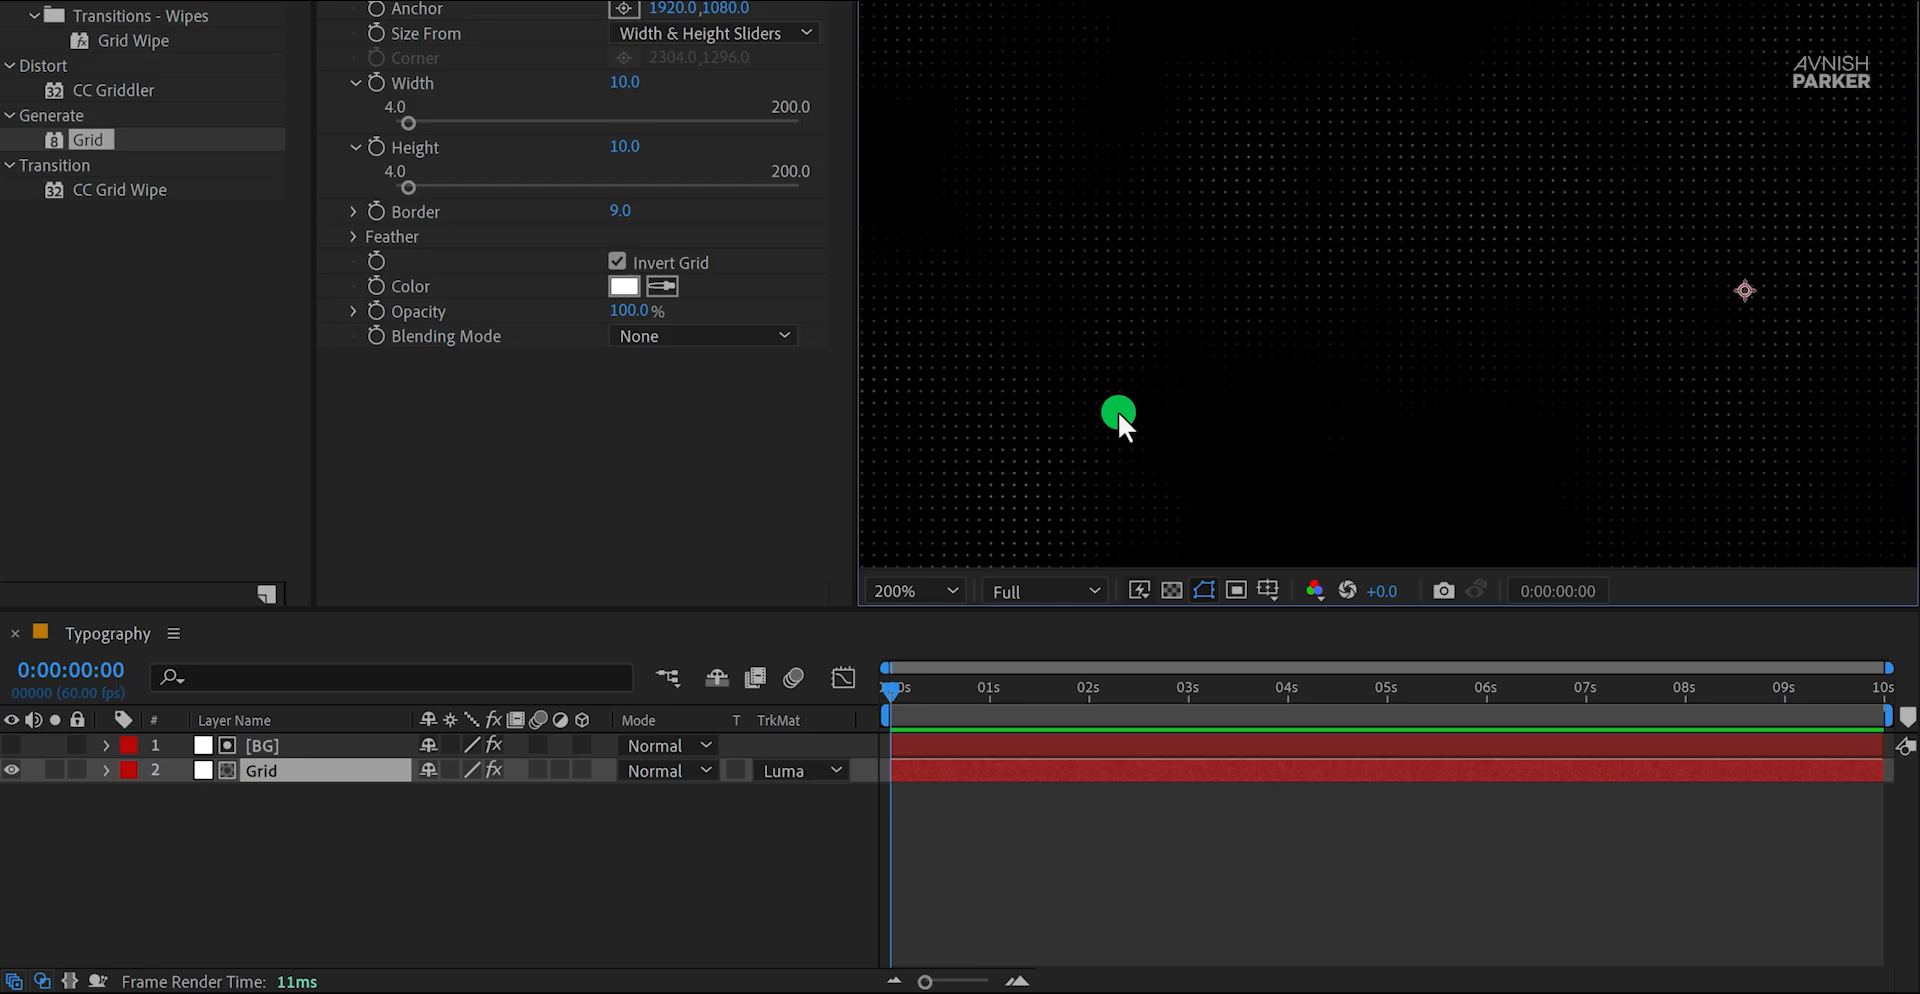 Transitions - Wipes
Grid Wipe
Distort
CC Griddler
Generate
Grid
Transition
CC Grid Wipe
Anchor 1920.0,1080.0
Size From Width & Height Sliders
Corner 2304.0,1296.0
Width 10.0
4.0 200.0
Height 10.0
4.0 200.0
Border 9.0
Feather
Invert Grid
Color
Opacity 100.0 %
Blending Mode None
AVNISH
PARKER
200% Full +0.0 0:00:00:00
Typography
0:00:00:00
00000 (60.00 fps)
01s 02s 03s 04s 05s 06s 07s 08s 09s 10s
# Layer Name fx Mode T TrkMat
1 [BG] fx Normal
2 Grid fx Normal Luma
Frame Render Time: 11ms